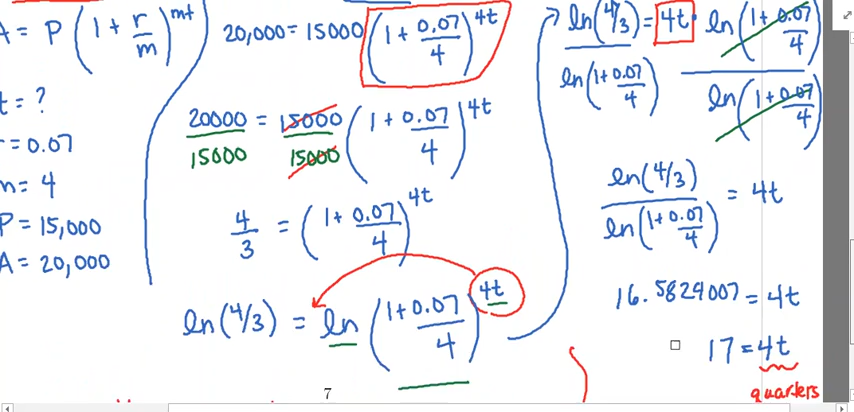 A = P (1 + r/m)^mt
t = ?
r = 0.07
m = 4
P = 15,000
A = 20,000
20,000 = 15000 (1 + 0.07/4)^4t
20000/15000 = 15000/15000 (1 + 0.07/4)^4t
4/3 = (1 + 0.07/4)^4t
ln(4/3) = ln (1 + 0.07/4)^4t
ln(4/3)/ln(1 + 0.07/4) = 4t · ln(1 + 0.07/4)/ln(1 + 0.07/4)
ln(4/3)/ln(1 + 0.07/4) = 4t
16.5829007 = 4t
17 = 4t
quarters
7